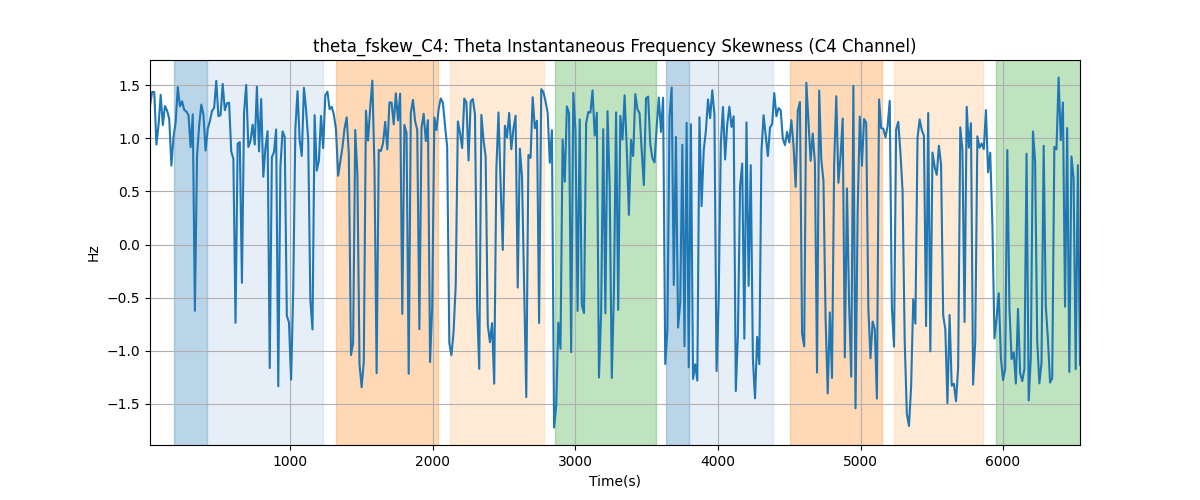 theta_fskew_C4: Theta Instantaneous Frequency Skewness (C4 Channel)
1.5
1.0
0.5
0.0
−0.5
−1.0
−1.5
Hz
1000 2000 3000 4000 5000 6000
Time(s)